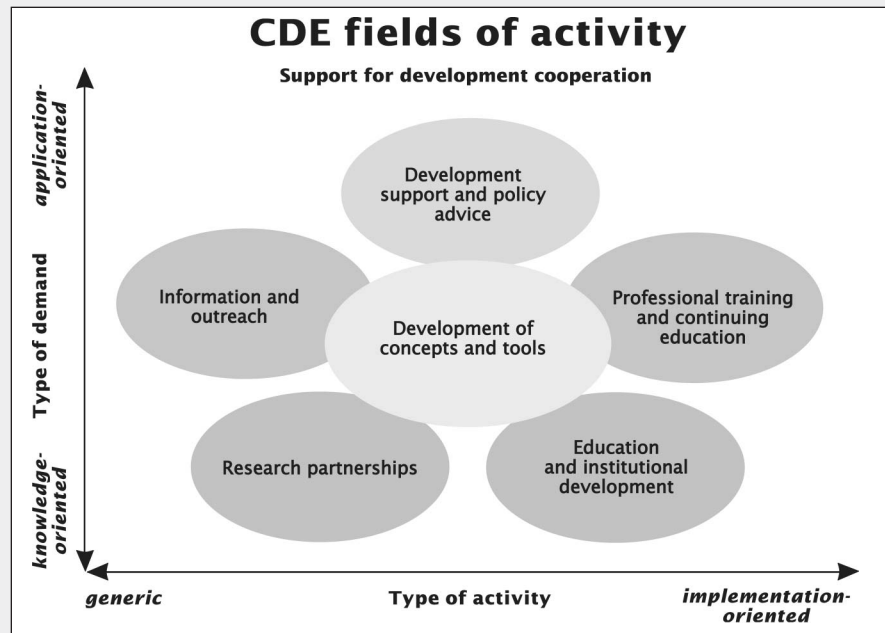 CDE fields of activity
Support for development cooperation
application-
oriented
Type of demand
knowledge-
oriented
Development
support and policy
advice
Information and
outreach
Professional training
and continuing
education
Development of
concepts and tools
Research partnerships
Education
and institutional
development
generic
Type of activity
implementation-
oriented